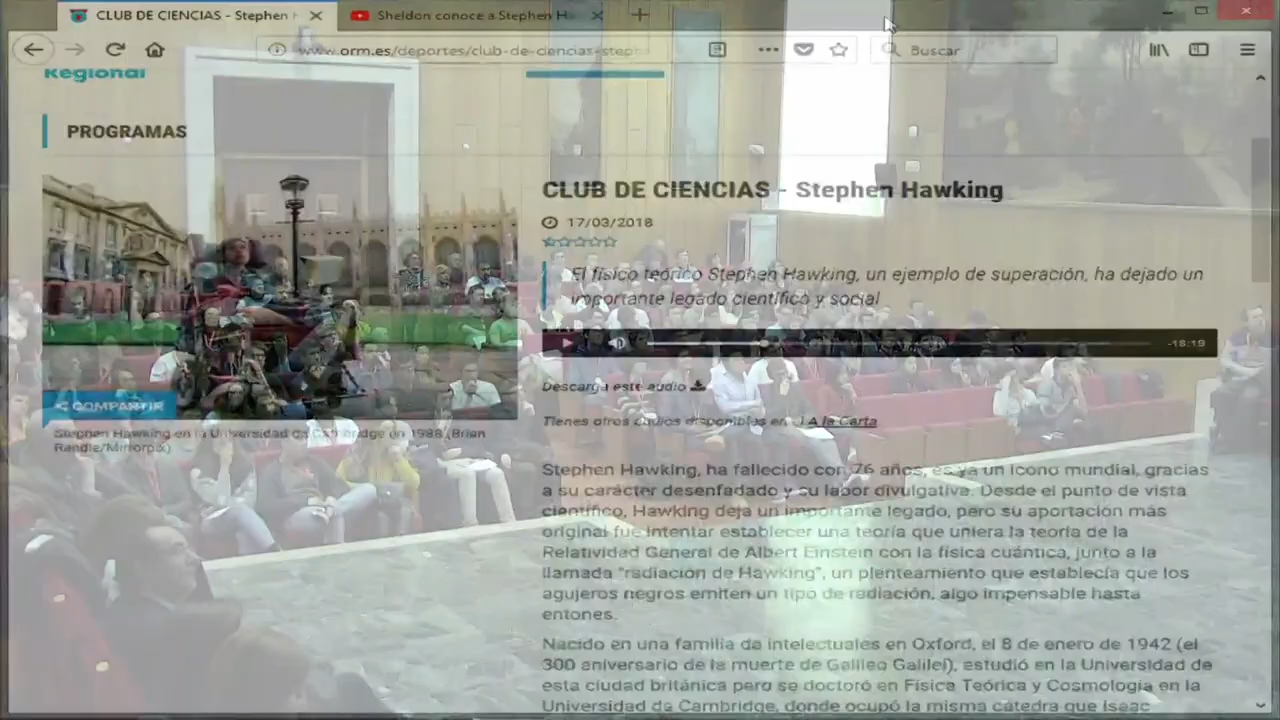 CLUB DE CIENCIAS - Stephen H
Sheldon conoce a Stephen H
www.orm.es/deportes/club-de-ciencias-steph
Buscar
Regional
PROGRAMAS
CLUB DE CIENCIAS - Stephen Hawking
17/03/2018
El físico teórico Stephen Hawking, un ejemplo de superación, ha dejado un
importante legado científico y social
-18:19
Descarga este audio
Tienes otros audios disponibles en A la Carta
COMPARTIR
Stephen Hawking en la Universidad de Cambridge en 1988 (Brian
Randle/Mirrorpix)
Stephen Hawking, ha fallecido con 76 años, es ya un icono mundial, gracias
a su carácter desenfadado y su labor divulgativa. Desde el punto de vista
científico, Hawking deja un importante legado, pero su aportación más
original fue intentar establecer una teoría que uniera la teoría de la
Relatividad General de Albert Einstein con la física cuántica, junto a la
llamada "radiación de Hawking", un plenteamiento que establecía que los
agujeros negros emiten un tipo de radiación, algo impensable hasta
entones.
Nacido en una familia de intelectuales en Oxford, el 8 de enero de 1942 (el
300 aniversario de la muerte de Galileo Galilei), estudió en la Universidad de
esta ciudad británica pero se doctoró en Física Teórica y Cosmología en la
Universidad de Cambridge, donde ocupó la misma cátedra que Isaac